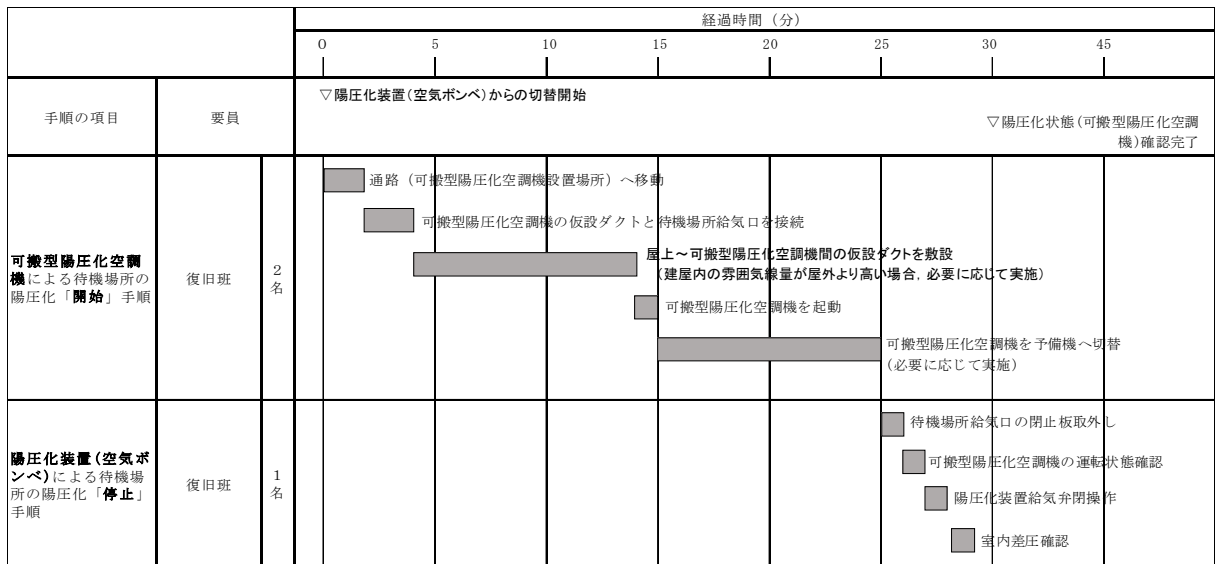 経過時間（分）
0 5 10 15 20 25 30 45
手順の項目
要員
▽陽圧化装置(空気ボンベ)からの切替開始
▽陽圧化状態(可搬型陽圧化空調
機)確認完了
可搬型陽圧化空調
機による待機場所の
陽圧化「開始」手順
復旧班
2
名
通路（可搬型陽圧化空調機設置場所）へ移動
可搬型陽圧化空調機の仮設ダクトと待機場所給気口を接続
屋上～可搬型陽圧化空調機間の仮設ダクトを敷設
（建屋内の雰囲気線量が屋外より高い場合，必要に応じて実施）
可搬型陽圧化空調機を起動
可搬型陽圧化空調機を予備機へ切替
（必要に応じて実施）
陽圧化装置(空気ボ
ンベ)による待機場
所の陽圧化「停止」
手順
復旧班
1
名
待機場所給気口の閉止板取外し
可搬型陽圧化空調機の運転状態確認
陽圧化装置給気弁閉操作
室内差圧確認